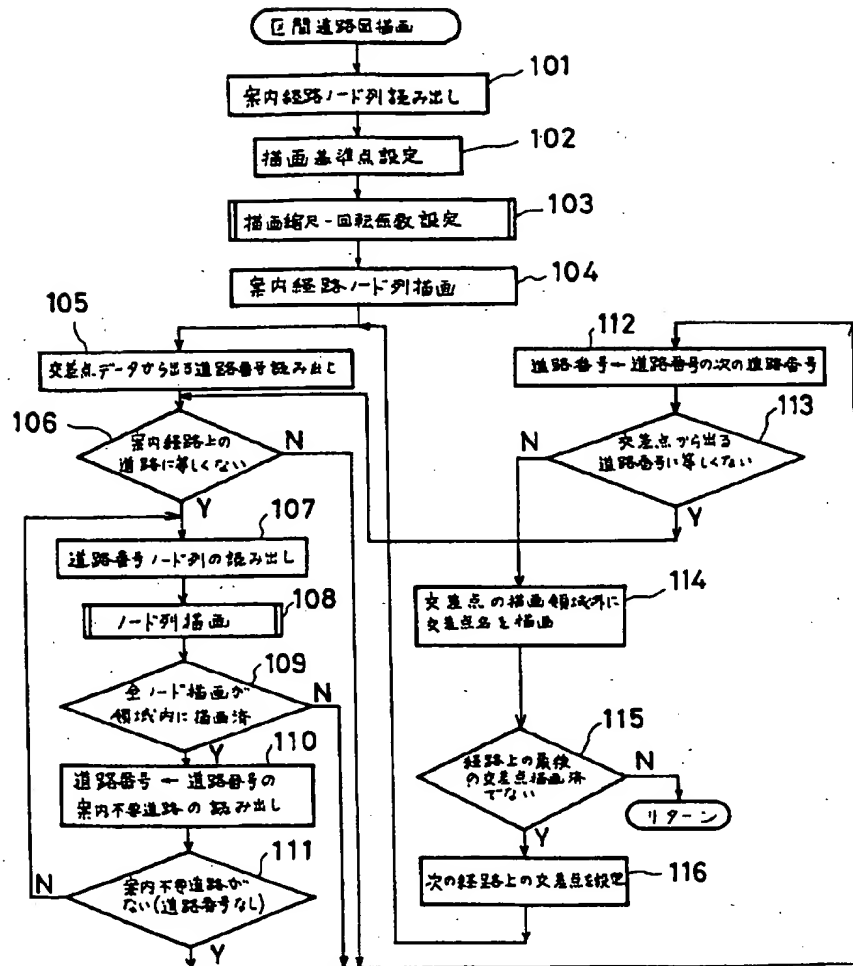 区間道路図描画
101
案内経路ノード列読み出し
102
描画基準点設定
103
描画縮尺-回転係数設定
104
案内経路ノード列描画
105
交差点データから出る道路番号読み出し
106
案内経路上の
道路に等しくない
N
Y
107
道路番号ノード列の読み出し
108
ノード列描画
109
全ノード描画が
領域内に描画済
N
Y
110
道路番号 ← 道路番号の
案内不要道路の読み出し
111
案内不要道路が
ない(道路番号なし)
N
Y
112
道路番号←道路番号の次の道路番号
113
交差点から出る
道路番号に等しくない
N
Y
114
交差点の描画領域外に
交差点名を描画
115
経路上の最後
の交差点描画済
でない
N
リターン
Y
116
次の経路上の交差点を設定